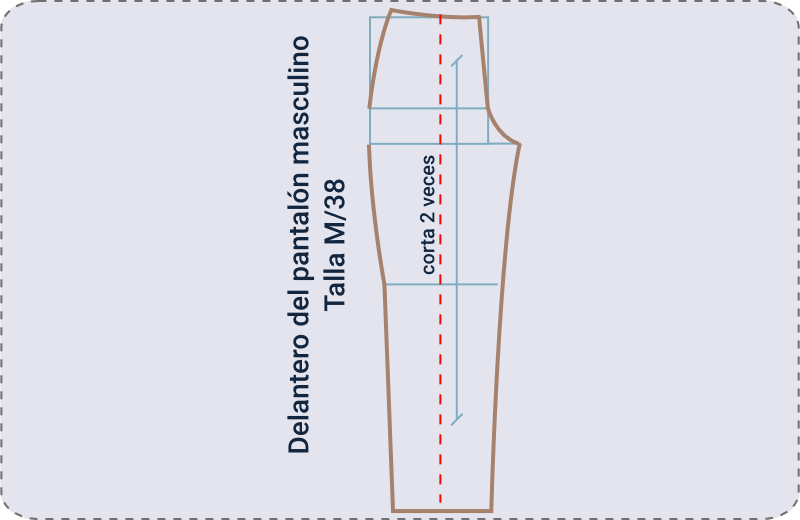 Delantero del pantalón masculino
Talla M/38
corta 2 veces